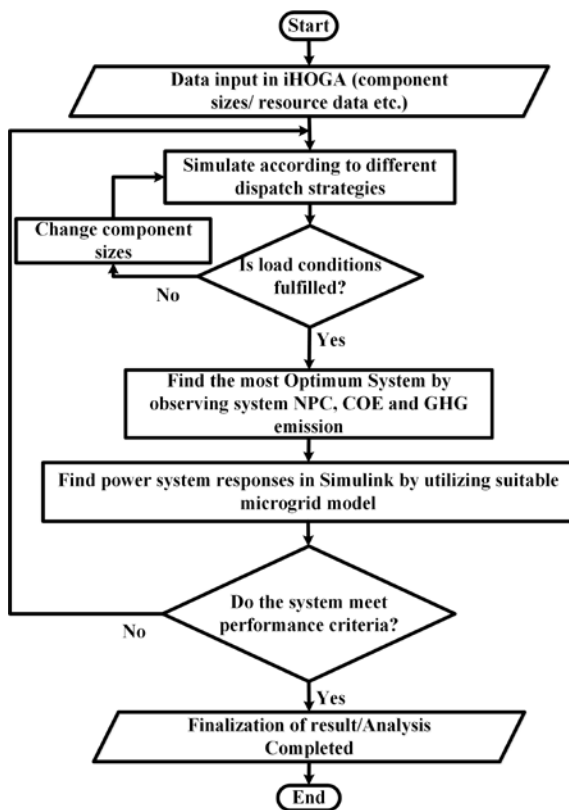 Start
Data input in iHOGA (component
sizes/ resource data etc.)
Simulate according to different
dispatch strategies
Change component
sizes
Is load conditions
fulfilled?
No
Yes
Find the most Optimum System by
observing system NPC, COE and GHG
emission
Find power system responses in Simulink by utilizing suitable
microgrid model
Do the system meet
performance criteria?
No
Yes
Finalization of result/Analysis
Completed
End